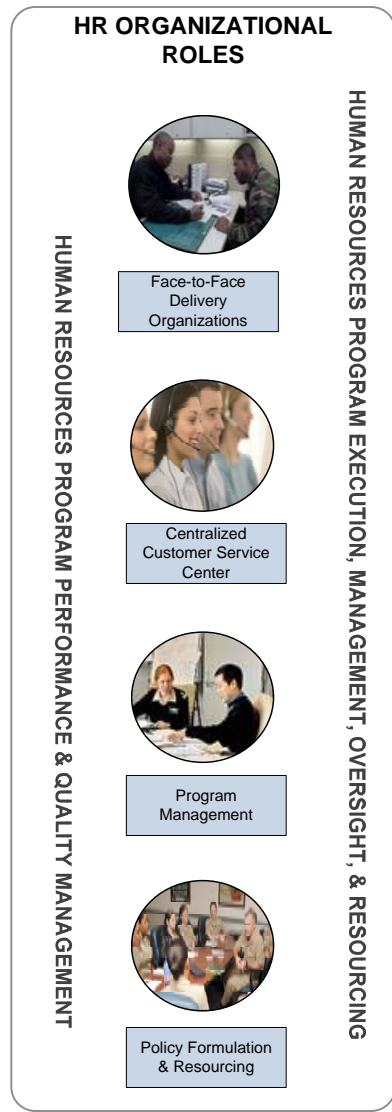 HR ORGANIZATIONAL
ROLES
HUMAN RESOURCES PROGRAM PERFORMANCE & QUALITY MANAGEMENT
Face-to-Face
Delivery
Organizations
Centralized
Customer Service
Center
Program
Management
Policy Formulation
& Resourcing
HUMAN RESOURCES PROGRAM EXECUTION, MANAGEMENT, OVERSIGHT, & RESOURCING